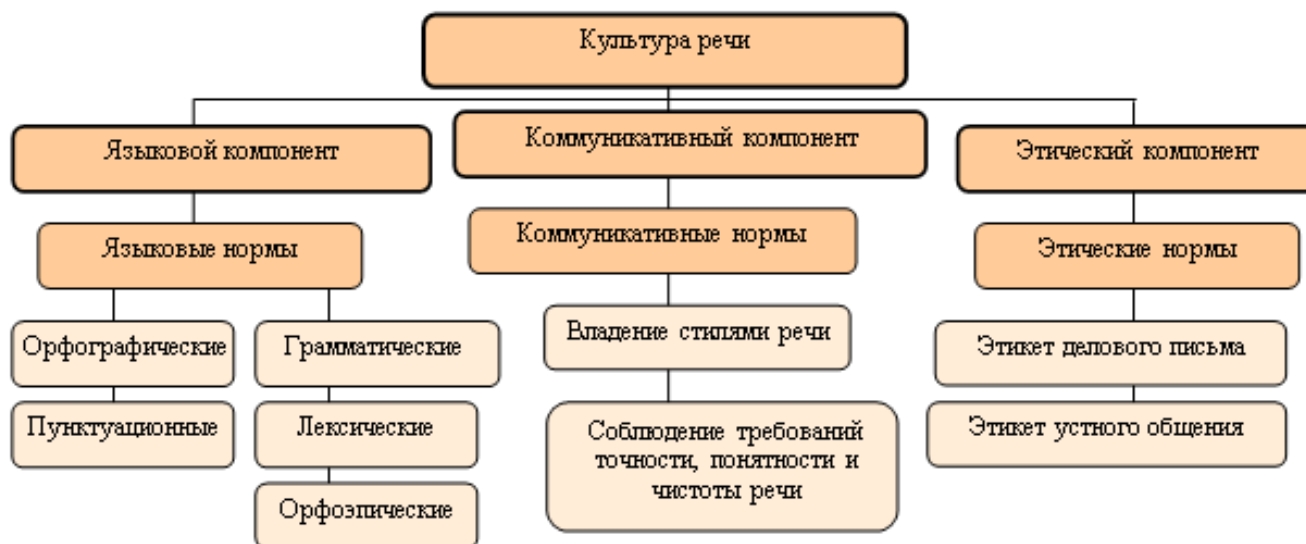 Культура речи
Языковой компонент
Коммуникативный компонент
Этический компонент
Языковые нормы
Коммуникативные нормы
Этические нормы
Орфографические
Грамматические
Владение стилями речи
Этикет делового письма
Пунктуационные
Лексические
Соблюдение требований
точности, понятности и
чистоты речи
Этикет устного общения
Орфоэпические